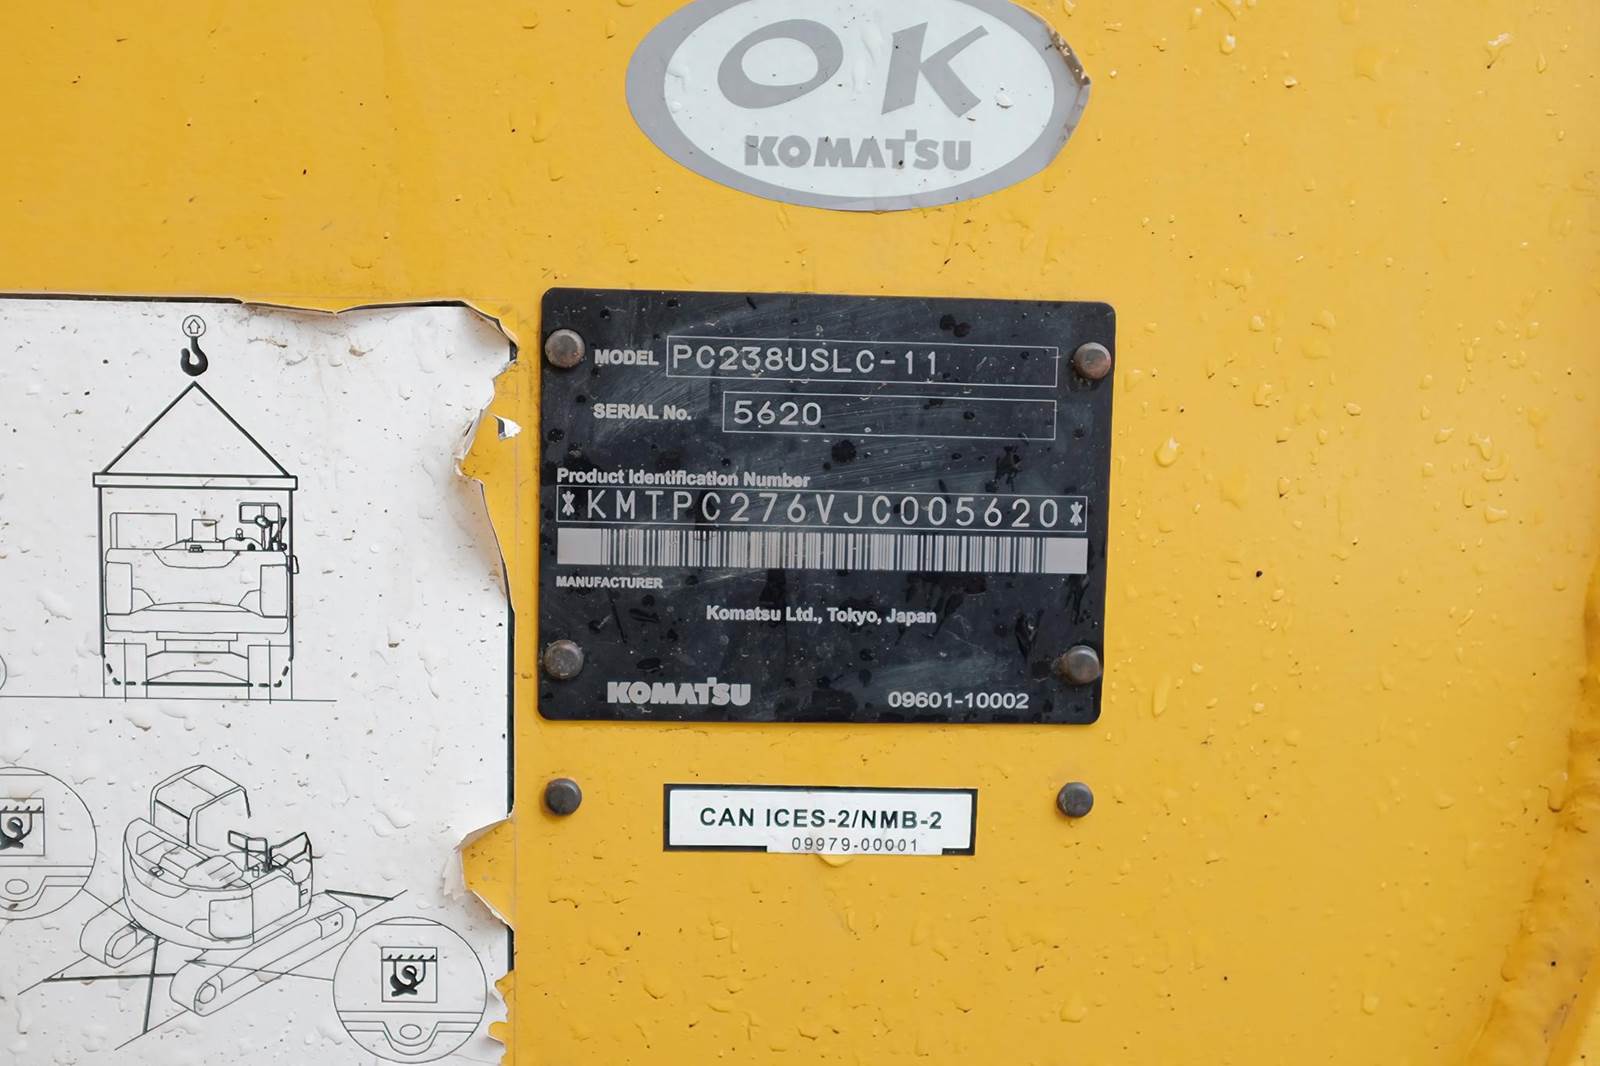 OK
KOMATSU
MODEL PC238USLC-11
SERIAL No. 5620
Product Identification Number
*KMTPC276VJC005620*
MANUFACTURER
Komatsu Ltd., Tokyo, Japan
KOMATSU 09601-10002
CAN ICES-2/NMB-2
09979-00001